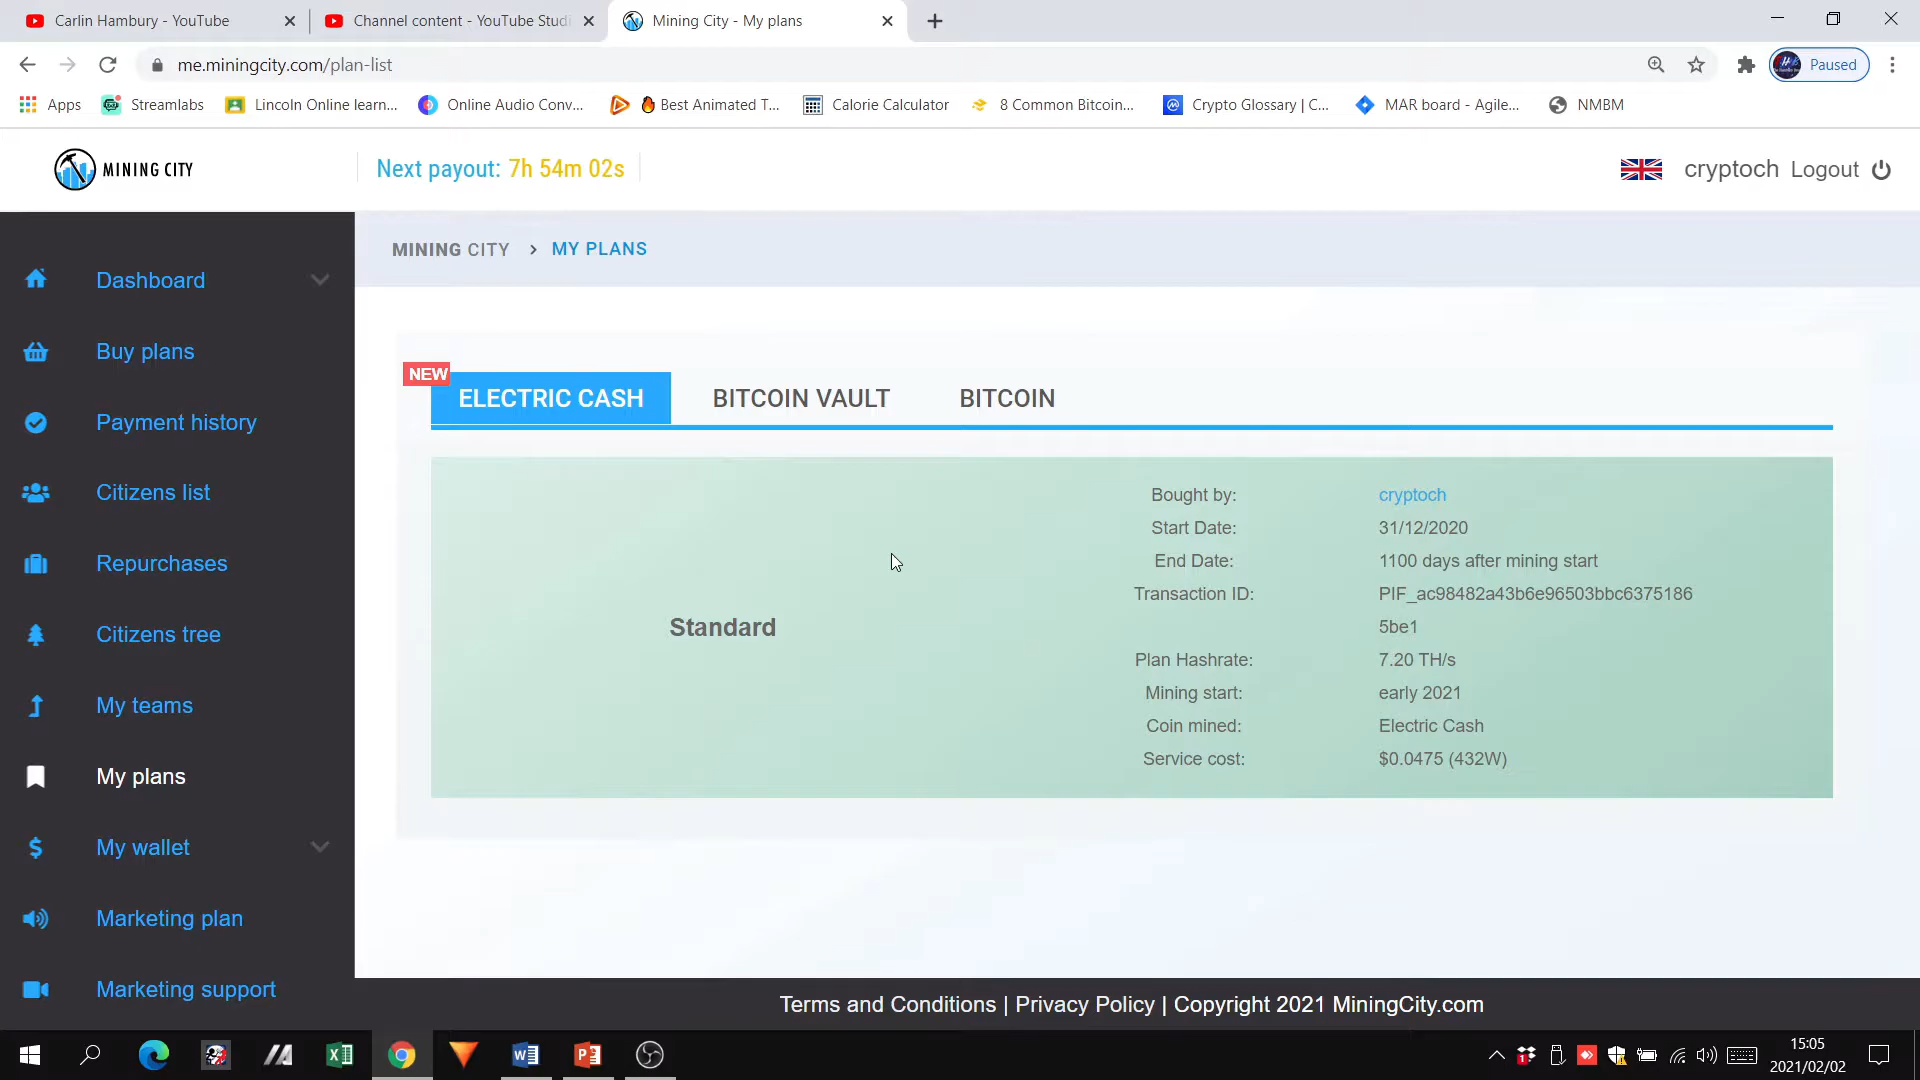 Carlin Hambury - YouTube
Channel content - YouTube Studi
Mining City - My plans
me.miningcity.com/plan-list
Paused
Apps
Streamlabs
Lincoln Online learn...
Online Audio Conv...
Best Animated T...
Calorie Calculator
8 Common Bitcoin...
Crypto Glossary | C...
MAR board - Agile...
NMBM
MINING CITY
Next payout: 7h 54m 02s
cryptoch Logout
MINING CITY > MY PLANS
Dashboard
Buy plans
Payment history
Citizens list
Repurchases
Citizens tree
My teams
My plans
My wallet
Marketing plan
Marketing support
NEW
ELECTRIC CASH
BITCOIN VAULT
BITCOIN
Standard
Bought by: cryptoch
Start Date: 31/12/2020
End Date: 1100 days after mining start
Transaction ID: PIF_ac98482a43b6e96503bbc6375186
5be1
Plan Hashrate: 7.20 TH/s
Mining start: early 2021
Coin mined: Electric Cash
Service cost: $0.0475 (432W)
Terms and Conditions | Privacy Policy | Copyright 2021 MiningCity.com
15:05
2021/02/02